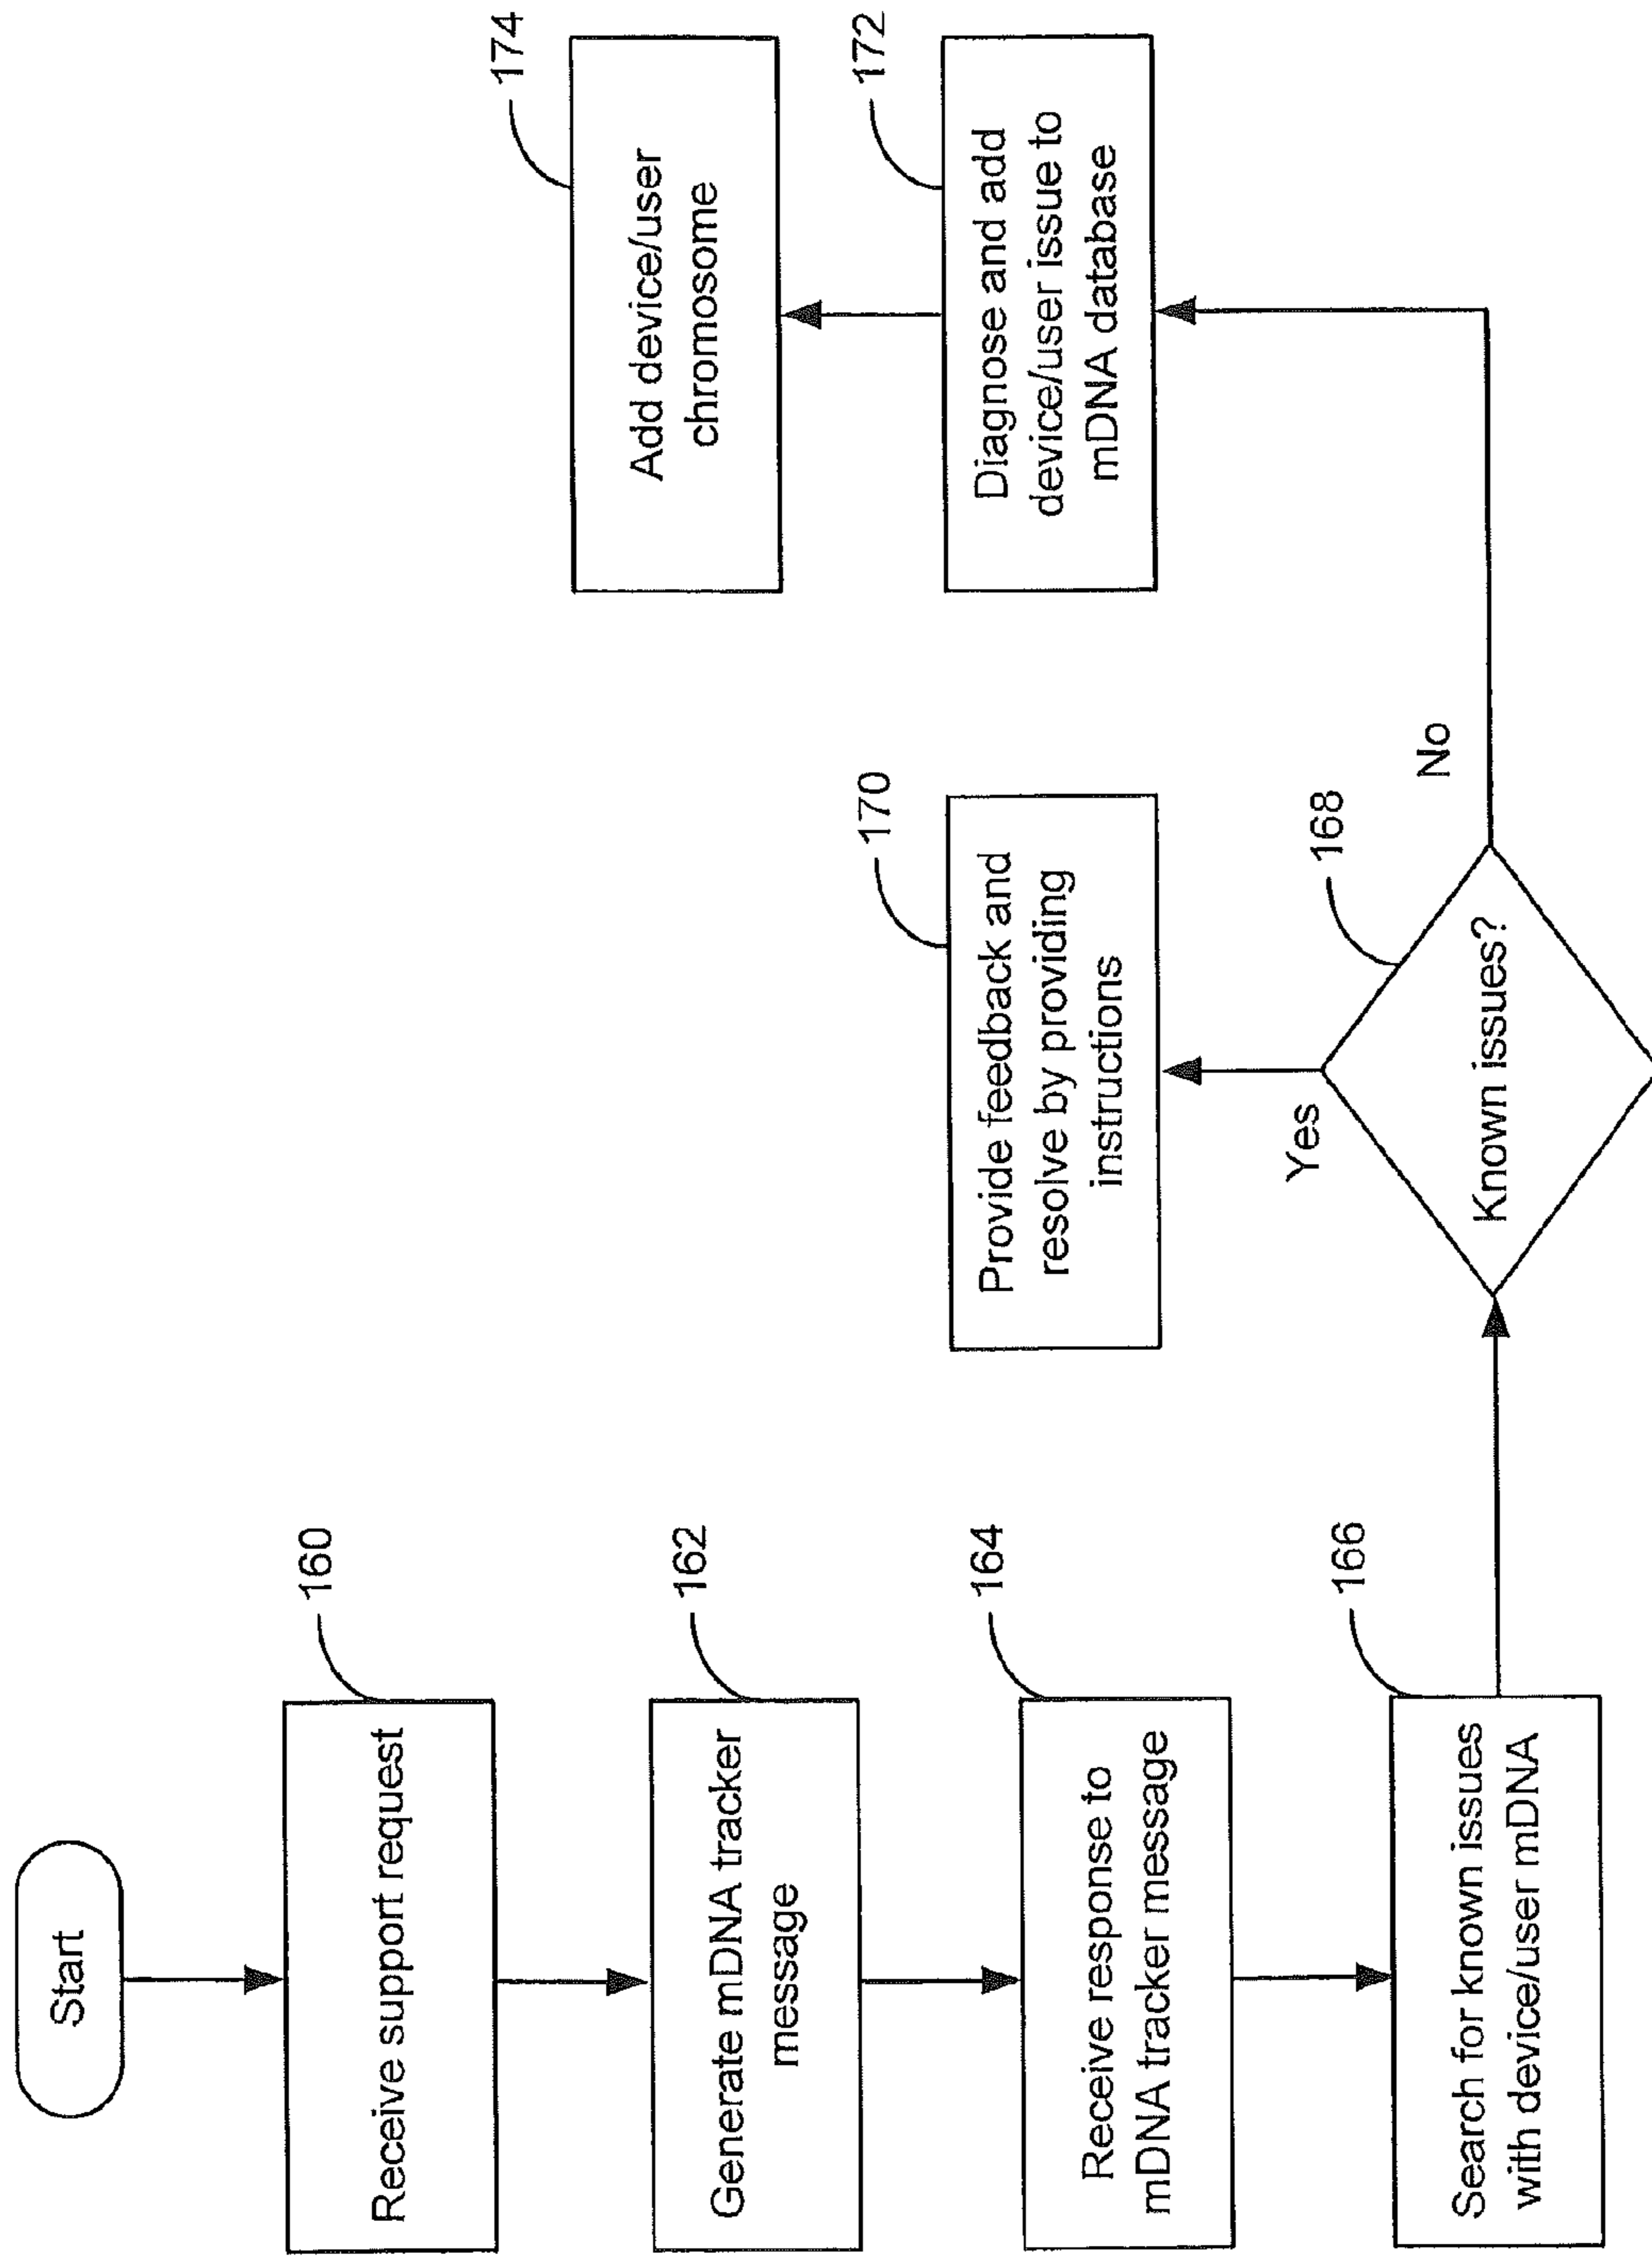 Start
160
Receive support request
162
Generate mDNA tracker
message
164
Receive response to
mDNA tracker message
166
Search for known issues
with device/user mDNA
168
Known issues?
Yes
No
170
Provide feedback and
resolve by providing
instructions
172
Diagnose and add
device/user issue to
mDNA database
174
Add device/user
chromosome